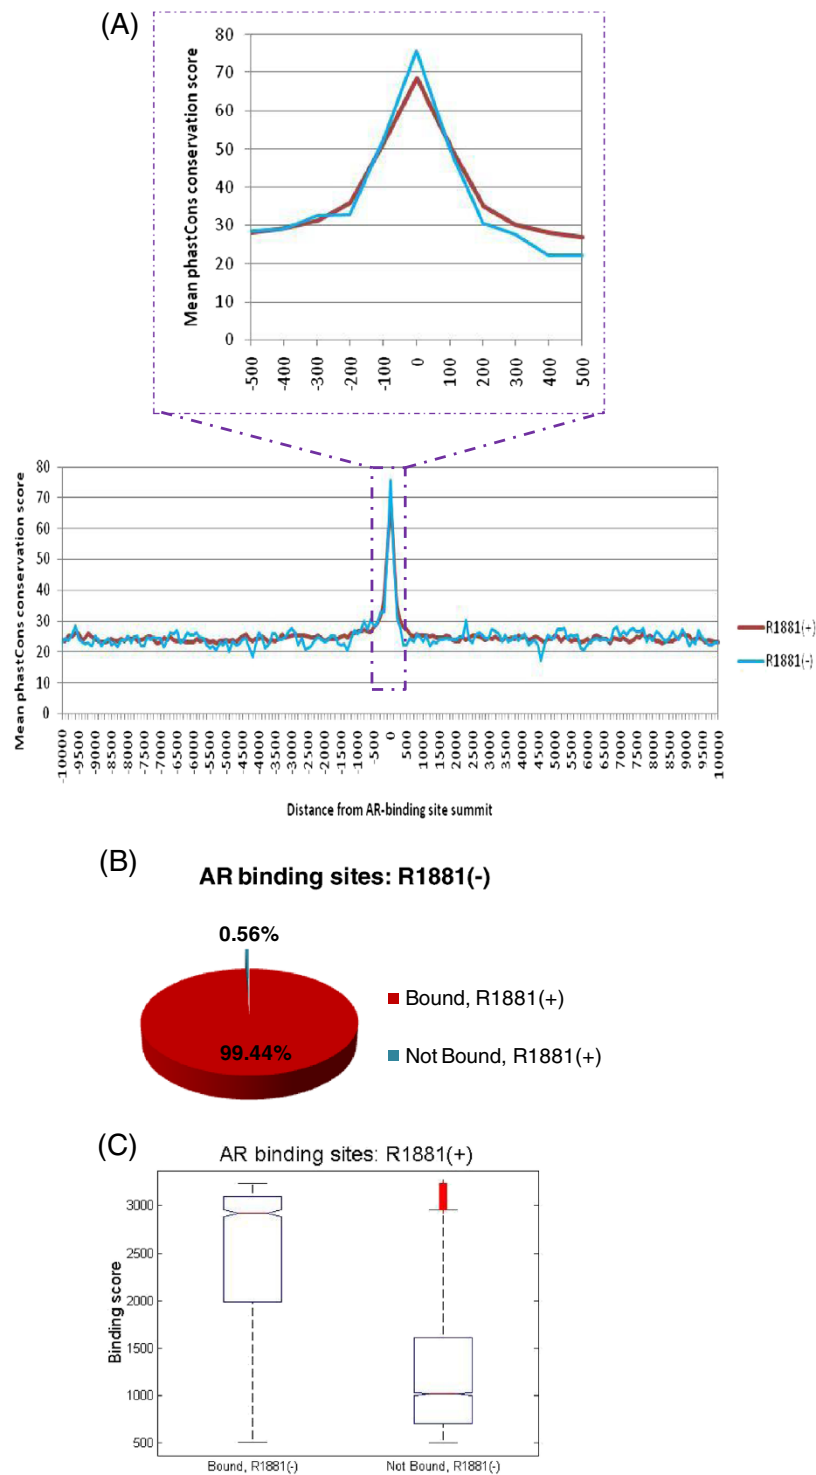 (A)
Mean phastCons conservation score
80
70
60
50
40
30
20
10
0
-500 -400 -300 -200 -100 0 100 200 300 400 500
Mean phastCons conservation score
80
70
60
50
40
30
20
10
0
-10000 -9500 -9000 -8500 -8000 -7500 -7000 -6500 -6000 -5500 -5000 -4500 -4000 -3500 -3000 -2500 -2000 -1500 -1000 -500 0 500 1000 1500 2000 2500 3000 3500 4000 4500 5000 5500 6000 6500 7000 7500 8000 8500 9000 9500 10000
R1881(+)
R1881(-)
Distance from AR-binding site summit
(B)
AR binding sites: R1881(-)
0.56%
99.44%
Bound, R1881(+)
Not Bound, R1881(+)
(C)
AR binding sites: R1881(+)
Binding score
3000
2500
2000
1500
1000
500
Bound, R1881(-)
Not Bound, R1881(-)